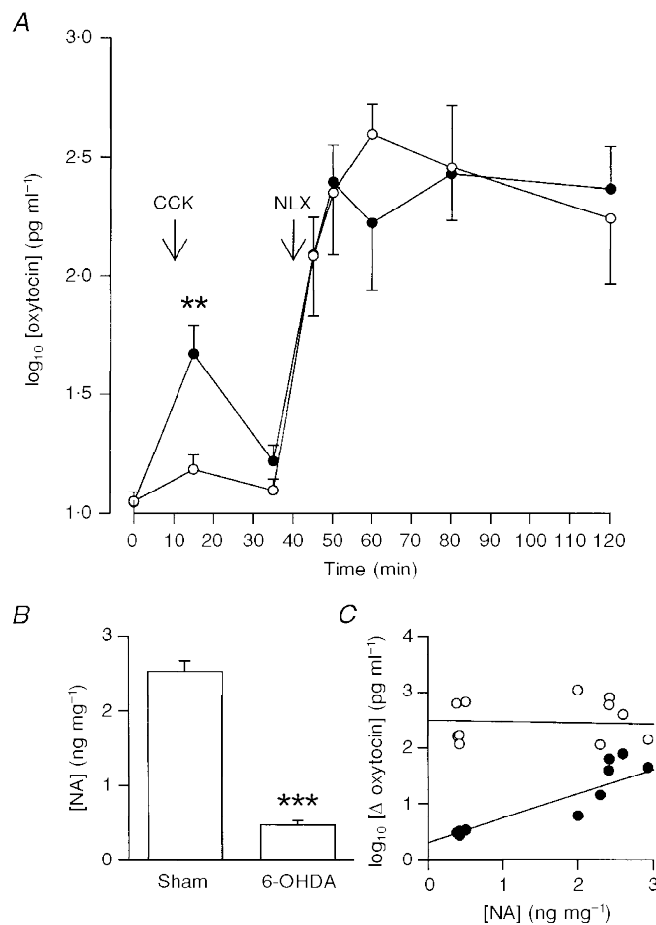 A
3·0
2·5
2·0
1·5
1·0
log10 [oxytocin] (pg ml−1)
CCK
NLX
**
0 10 20 30 40 50 60 70 80 90 100 110 120
Time (min)
B
3
2
1
0
[NA] (ng mg−1)
***
Sham 6-OHDA
C
4
3
2
1
0
log10 [Δ oxytocin] (pg ml−1)
0 1 2 3
[NA] (ng mg−1)